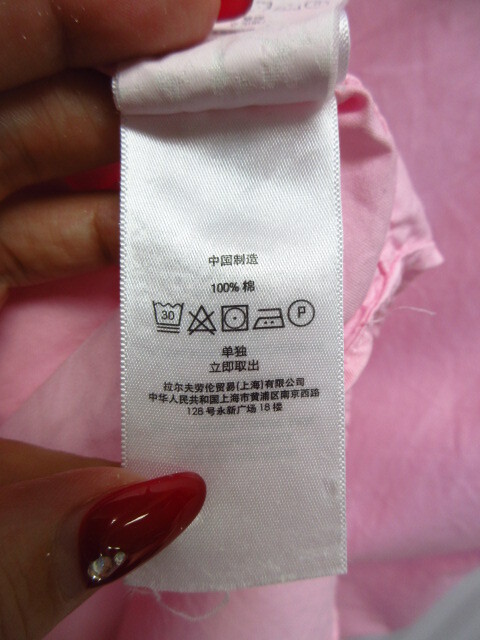 中国制造
100% 棉
30 P
单独
立即取出
拉尔夫劳伦贸易(上海)有限公司
中华人民共和国上海市黄浦区南京西路
128 号永新广场 18 楼